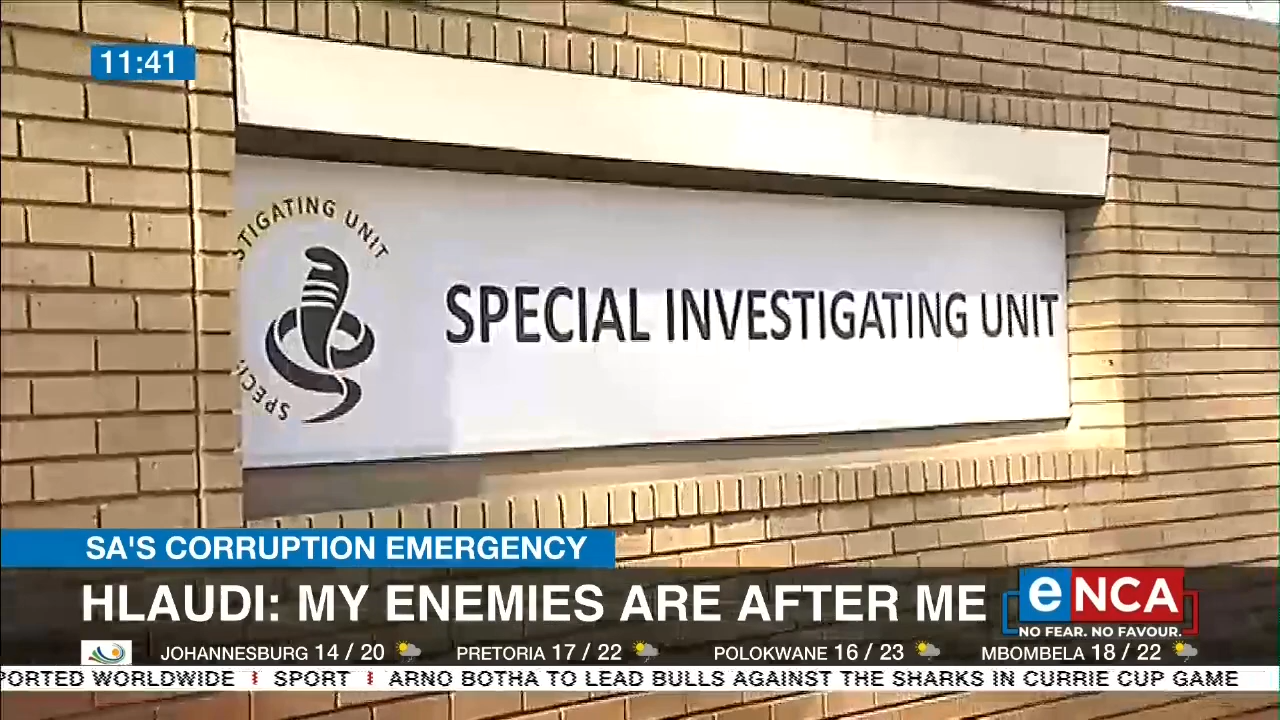 11:41
STIGATING UNIT
SPECI
SPECIAL INVESTIGATING UNIT
SA'S CORRUPTION EMERGENCY
HLAUDI: MY ENEMIES ARE AFTER ME
eNCA
NO FEAR. NO FAVOUR.
JOHANNESBURG 14 / 20 PRETORIA 17 / 22 POLOKWANE 16 / 23 MBOMBELA 18 / 22
PORTED WORLDWIDE SPORT ARNO BOTHA TO LEAD BULLS AGAINST THE SHARKS IN CURRIE CUP GAME